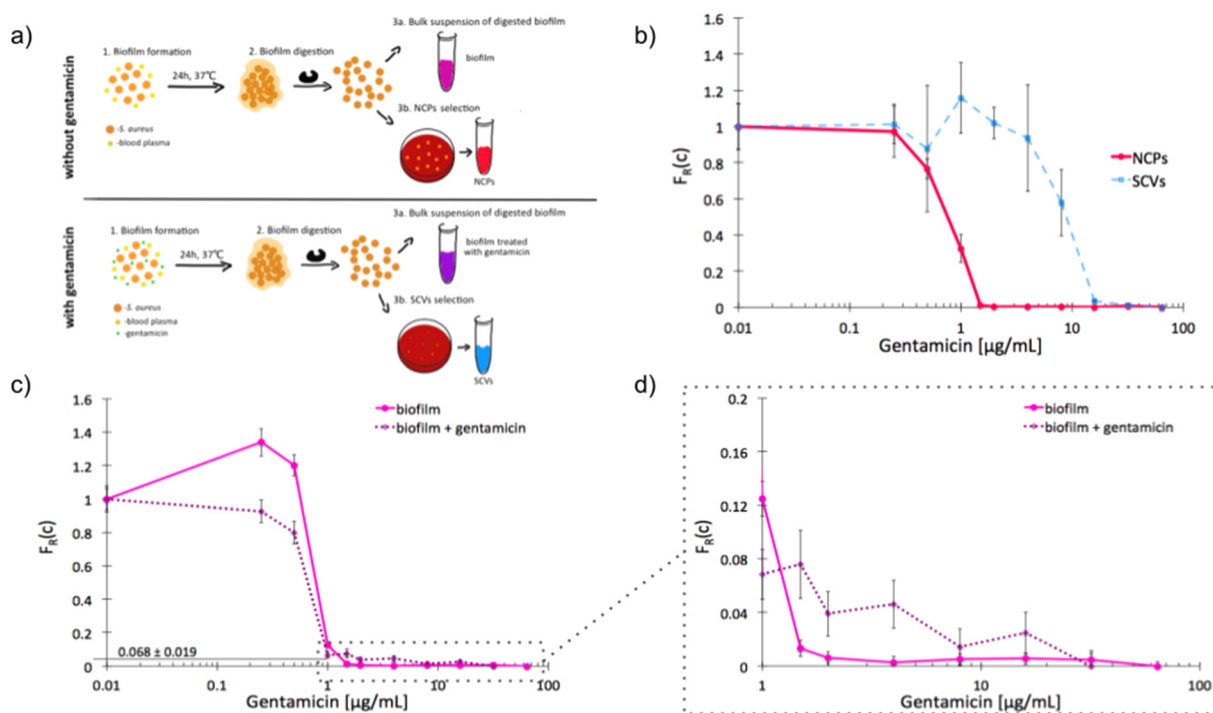 a)
without gentamicin
1. Biofilm formation
24h, 37°C
2. Biofilm digestion
3a. Bulk suspension of digested biofilm
biofilm
3b. NCPs selection
NCPs
-S. aureus
-blood plasma
with gentamicin
1. Biofilm formation
24h, 37°C
2. Biofilm digestion
3a. Bulk suspension of digested biofilm
biofilm treated
with gentamicin
3b. SCVs selection
SCVs
-S. aureus
-blood plasma
-gentamicin
b)
FR(c)
1.6
1.4
1.2
1
0.8
0.6
0.4
0.2
0
0.01 0.1 1 10 100
Gentamicin [µg/mL]
NCPs
SCVs
c)
FR(c)
1.6
1.4
1.2
1
0.8
0.6
0.4
0.2
0
0.068 ± 0.019
0.01 0.1 1 10 100
Gentamicin [µg/mL]
biofilm
biofilm + gentamicin
d)
FR(c)
0.2
0.16
0.12
0.08
0.04
0
1 10 100
Gentamicin [µg/mL]
biofilm
biofilm + gentamicin